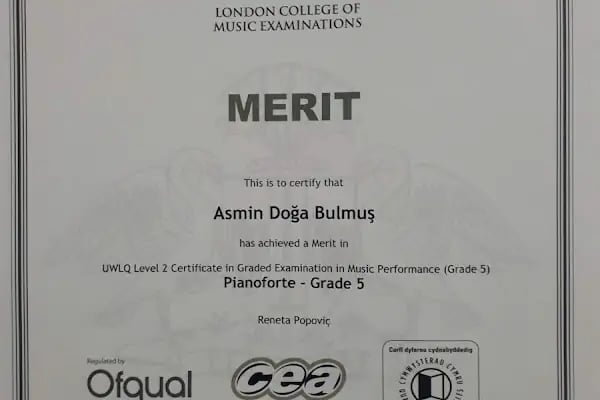 LONDON COLLEGE OF
MUSIC EXAMINATIONS
MERIT
This is to certify that
Asmin Doğa Bulmuş
has achieved a Merit in
UWLQ Level 2 Certificate in Graded Examination in Music Performance (Grade 5)
Pianoforte - Grade 5
Reneta Popoviç
Regulated by
Ofqual
cea
Corff dyfarnu cydnabyddedig
CYMWYSTERAU CYMRU